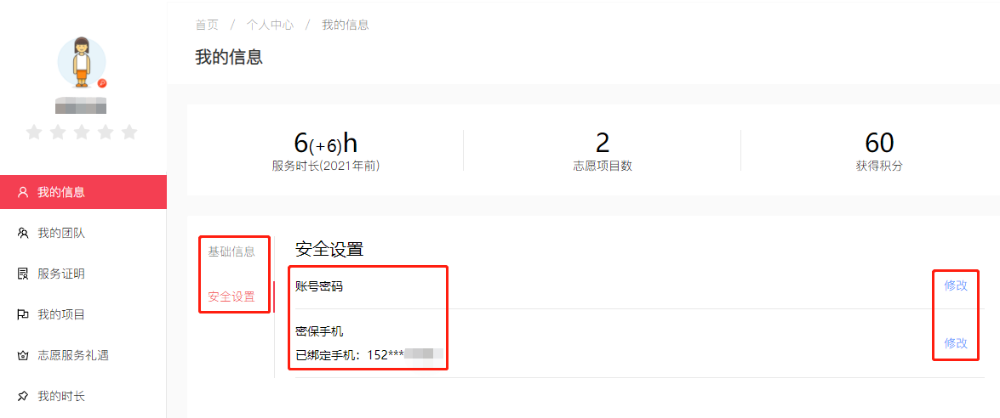 首页 / 个人中心 / 我的信息
我的信息
6(+6)h
服务时长(2021年前)
2
志愿项目数
60
获得积分
我的信息
我的团队
服务证明
我的项目
志愿服务礼遇
我的时长
基础信息
安全设置
安全设置
账号密码
修改
密保手机
已绑定手机：152***
修改